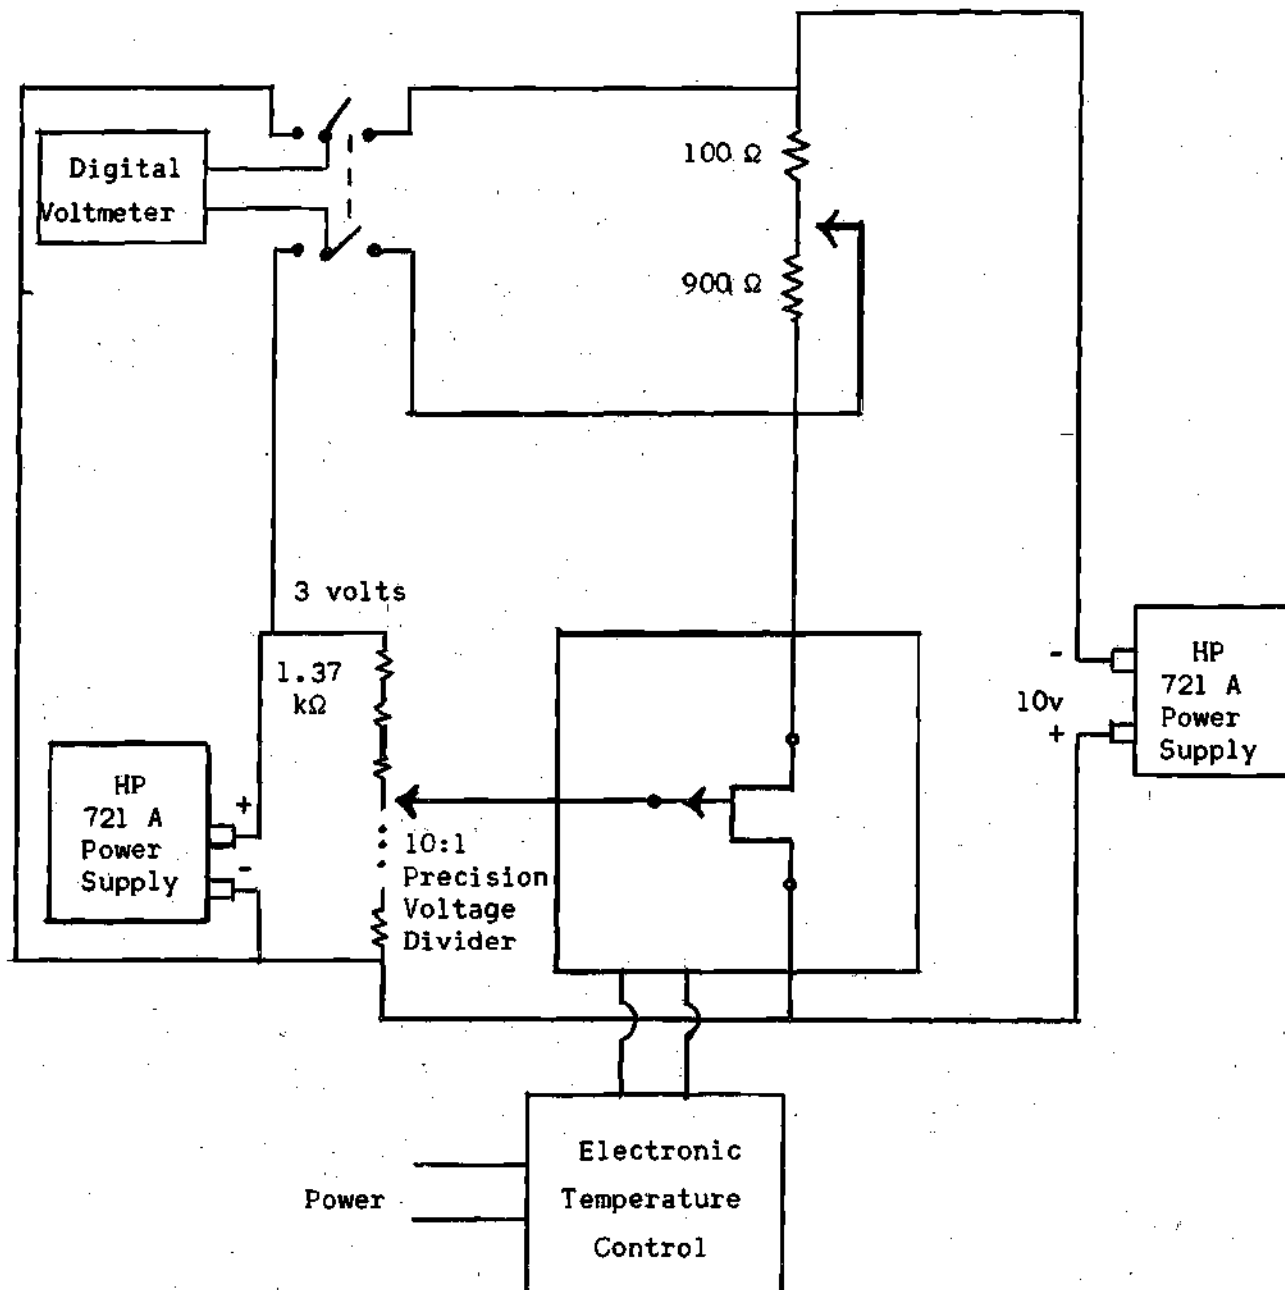 Digital
Voltmeter
100 Ω
900 Ω
3 volts
1.37
kΩ
HP
721 A
Power
Supply
+
-
10:1
Precision
Voltage
Divider
-
10v
+
HP
721 A
Power
Supply
Power
Electronic
Temperature
Control